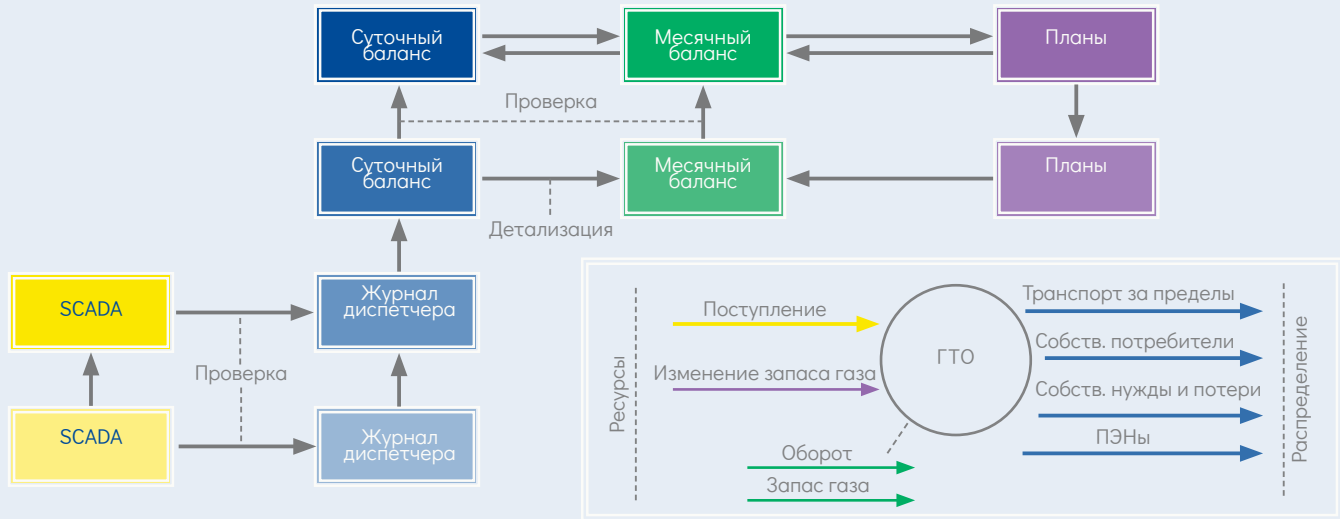 Суточный
баланс
Месячный
баланс
Планы
Проверка
Суточный
баланс
Месячный
баланс
Планы
Детализация
SCADA
Журнал
диспетчера
Проверка
SCADA
Журнал
диспетчера
Ресурсы
Поступление
Изменение запаса газа
Оборот
Запас газа
ГТО
Транспорт за пределы
Собств. потребители
Собств. нужды и потери
ПЭНы
Распределение